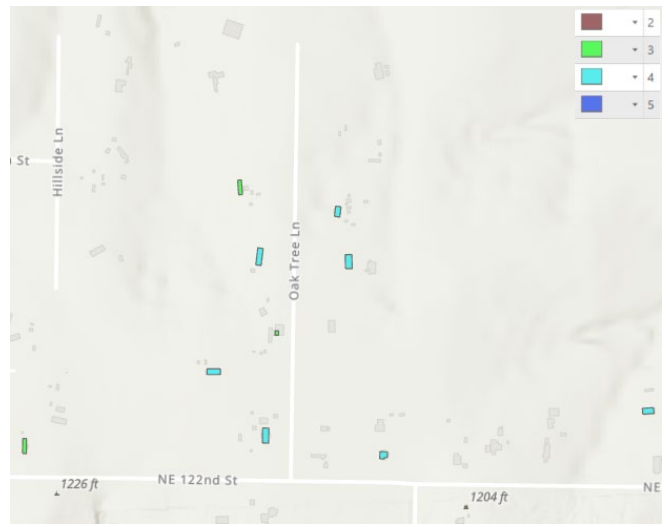 2
3
4
5
Hillside Ln
St
Oak Tree Ln
NE 122nd St
NE
1226 ft
1204 ft